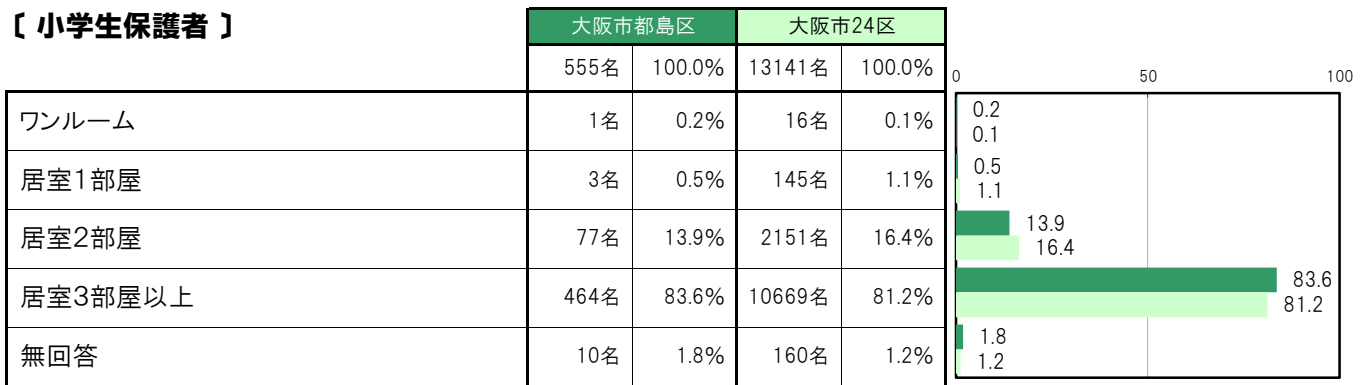 〔 小学生保護者 〕
大阪市都島区 大阪市24区
555名 100.0% 13141名 100.0%
0 50 100
ワンルーム 1名 0.2% 16名 0.1%
0.2
0.1
居室1部屋 3名 0.5% 145名 1.1%
0.5
1.1
居室2部屋 77名 13.9% 2151名 16.4%
13.9
16.4
居室3部屋以上 464名 83.6% 10669名 81.2%
83.6
81.2
無回答 10名 1.8% 160名 1.2%
1.8
1.2